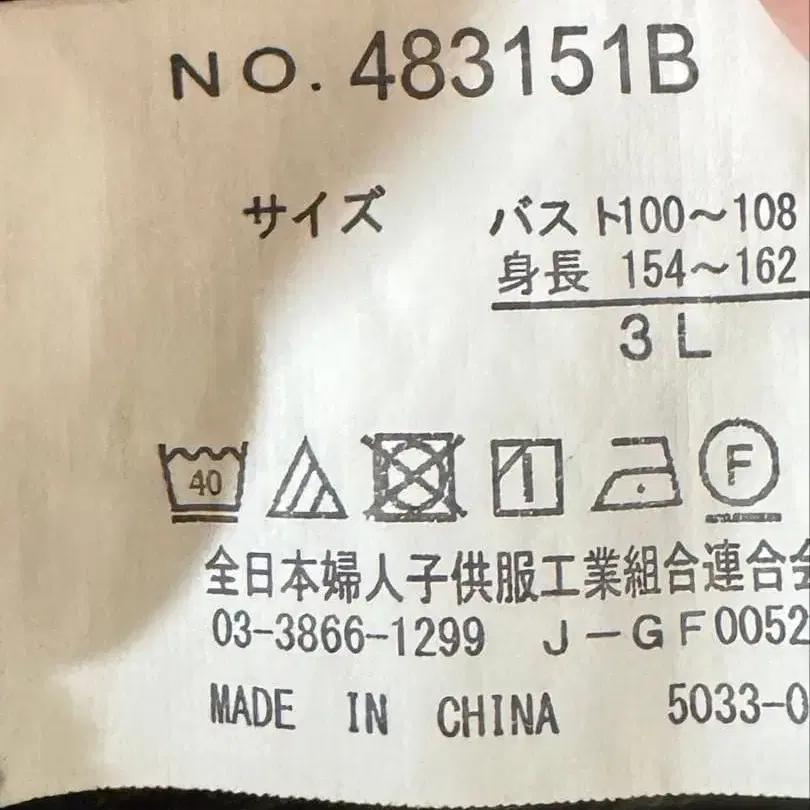 NO. 483151B
サイズ バスト100～108
身長 154～162
3L
40 F
全日本婦人子供服工業組合連合会
03-3866-1299 J－GF0052
MADE IN CHINA 5033-0